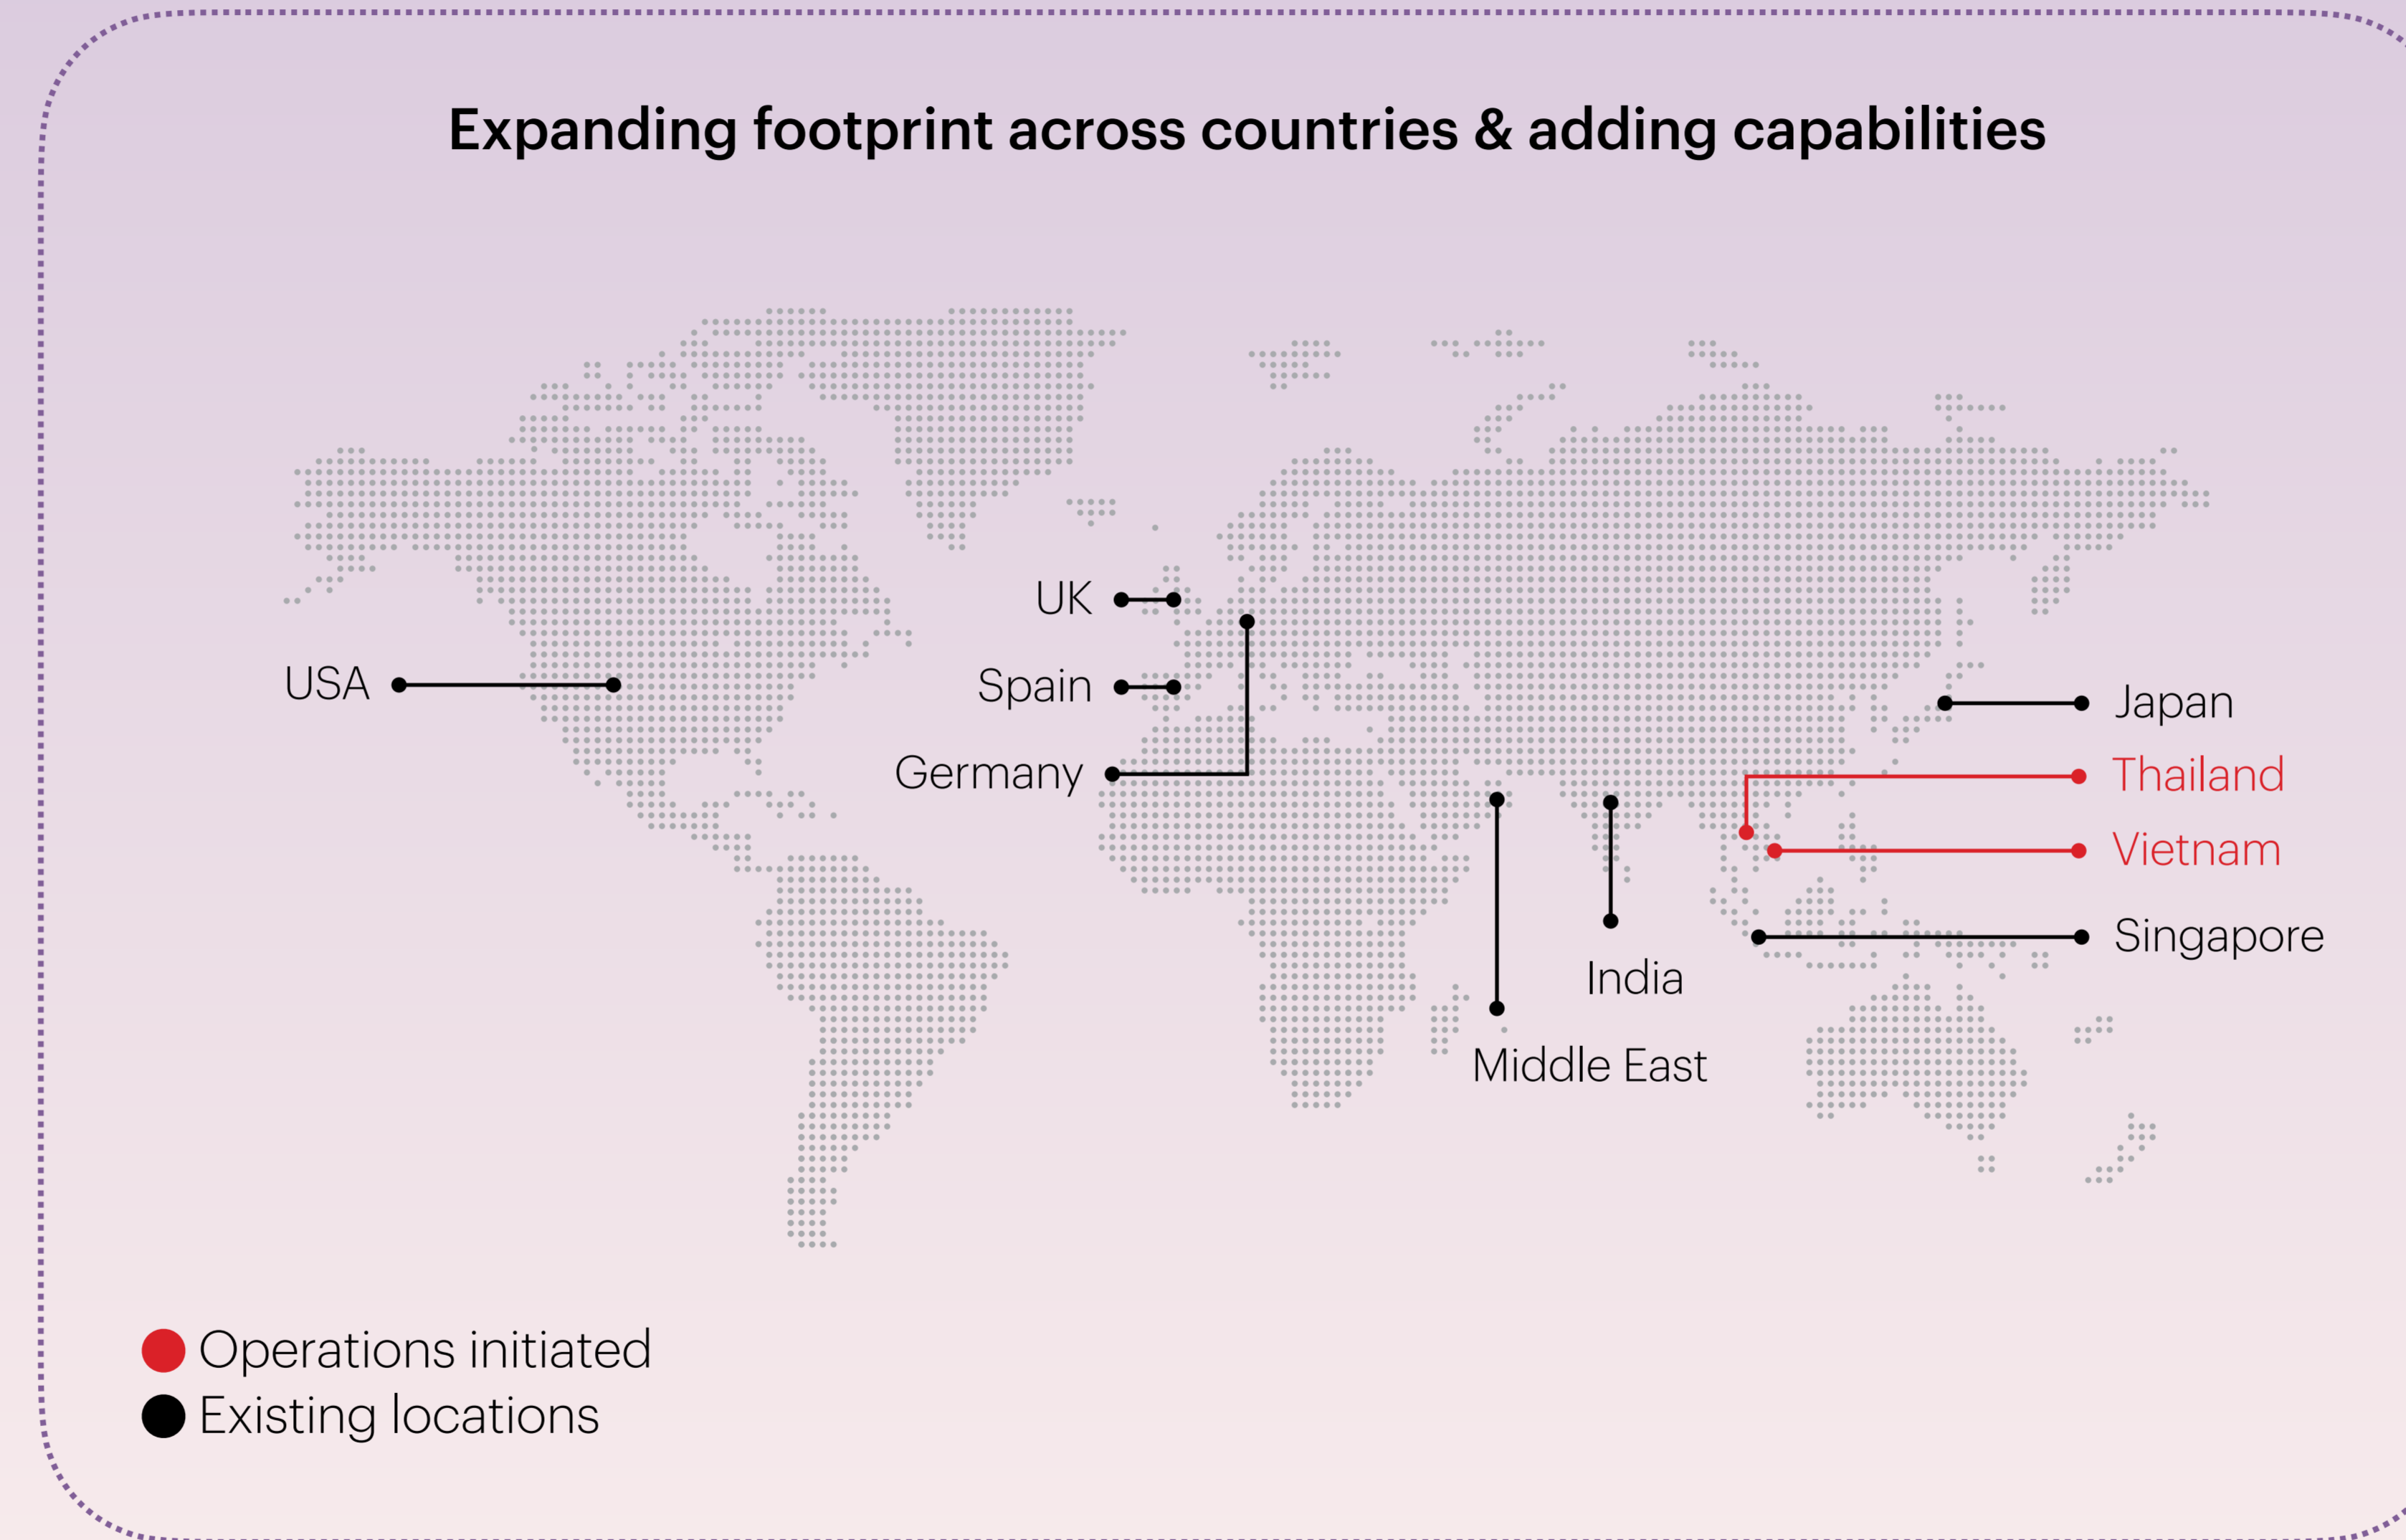 Expanding footprint across countries & adding capabilities
UK
USA
Spain
Germany
Japan
Thailand
Vietnam
Singapore
India
Middle East
Operations initiated
Existing locations